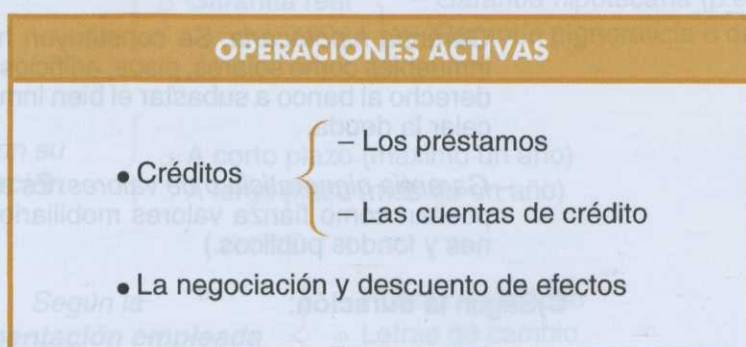 OPERACIONES ACTIVAS
– Los préstamos
• Créditos
– Las cuentas de crédito
• La negociación y descuento de efectos